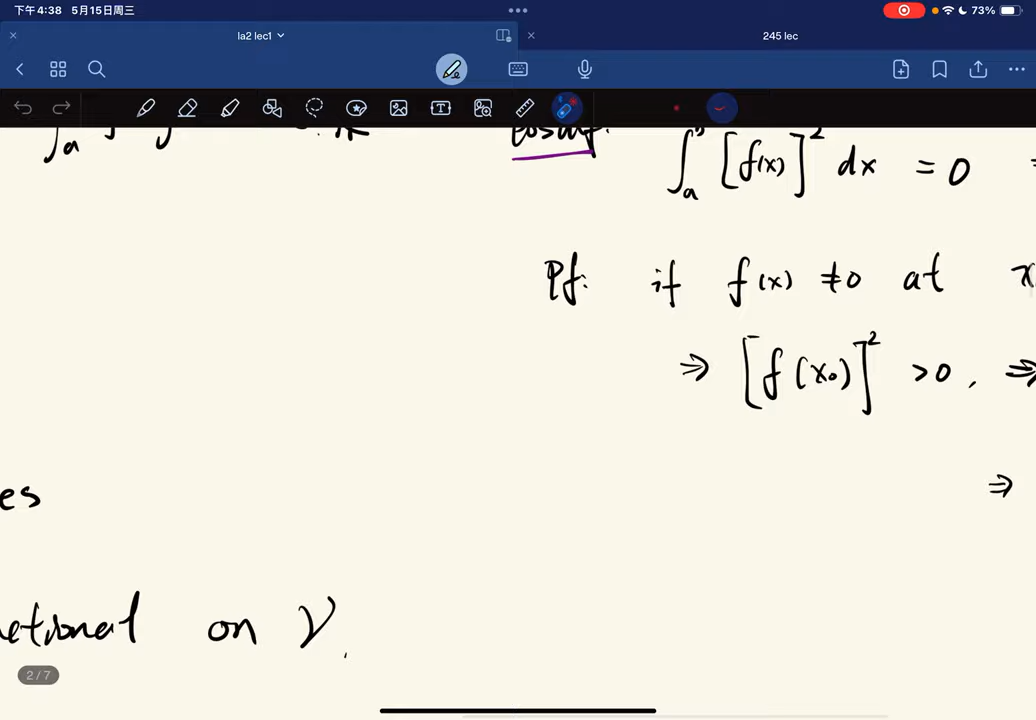 下午4:38 5月15日周三
73%
la2 lec1
245 lec
∫a
[f(x)]² dx = 0
Pf: if f(x) ≠0 at
⇒ [f(x₀)]² >0 , ⇒
es
⇒
ctional on V.
2 / 7